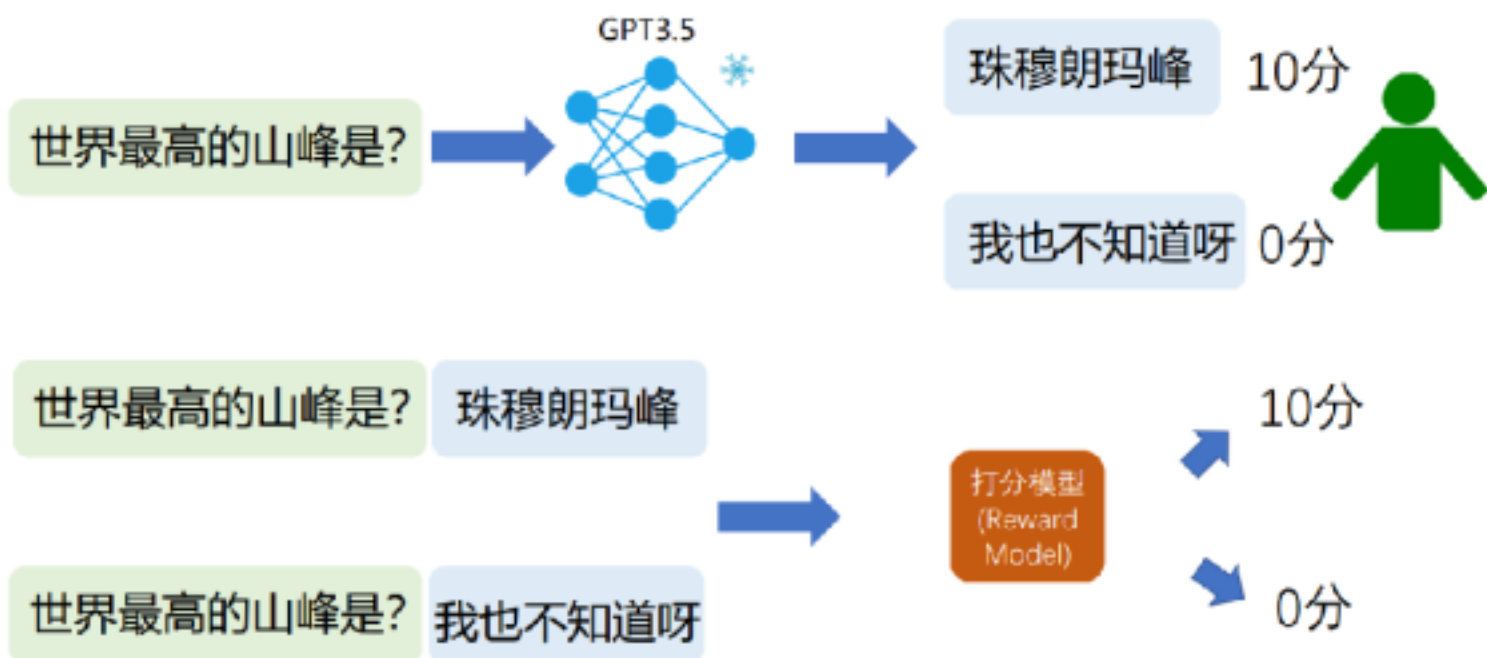 GPT3.5
世界最高的山峰是?
珠穆朗玛峰 10分
我也不知道呀 0分
世界最高的山峰是? 珠穆朗玛峰
世界最高的山峰是? 我也不知道呀
打分模型
(Reward
Model)
10分
0分